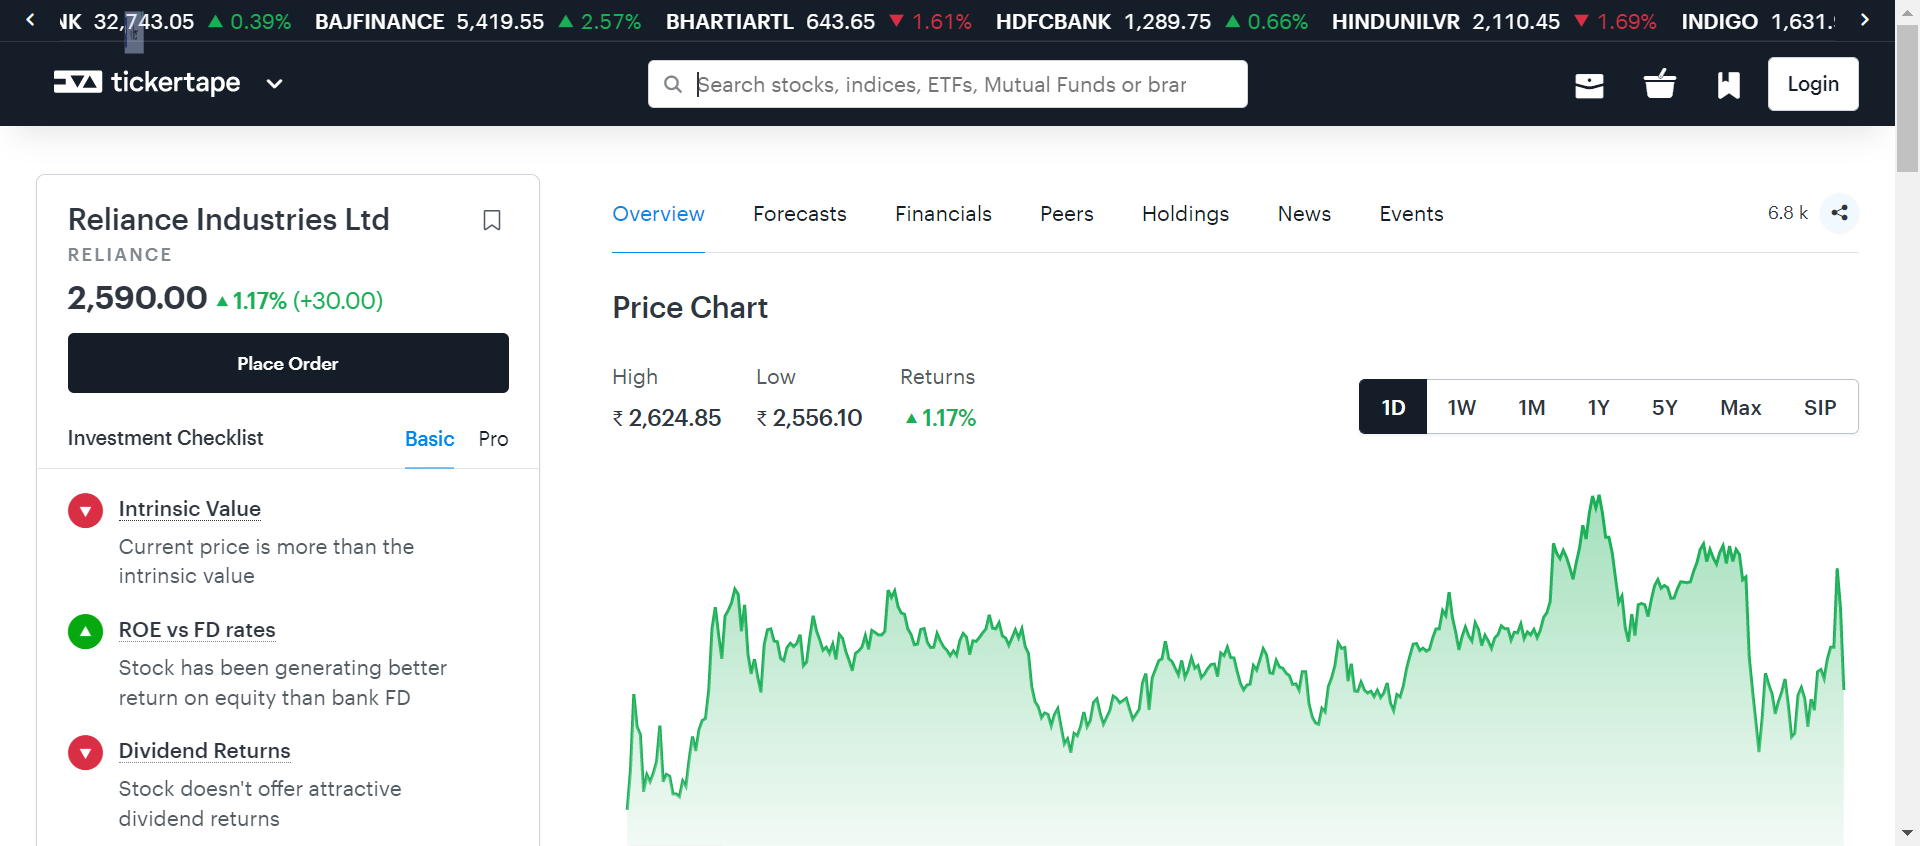 NK 32,743.05 ▲ 0.39% BAJFINANCE 5,419.55 ▲ 2.57% BHARTIARTL 643.65 ▼ 1.61% HDFCBANK 1,289.75 ▲ 0.66% HINDUNILVR 2,110.45 ▼ 1.69% INDIGO 1,631.
tickertape
Search stocks, indices, ETFs, Mutual Funds or brar
Login
Reliance Industries Ltd
RELIANCE
2,590.00 ▲ 1.17% (+30.00)
Place Order
Investment Checklist Basic Pro
Intrinsic Value
Current price is more than the
intrinsic value
ROE vs FD rates
Stock has been generating better
return on equity than bank FD
Dividend Returns
Stock doesn't offer attractive
dividend returns
Overview Forecasts Financials Peers Holdings News Events 6.8 k
Price Chart
High Low Returns
₹ 2,624.85 ₹ 2,556.10 ▲ 1.17%
1D 1W 1M 1Y 5Y Max SIP